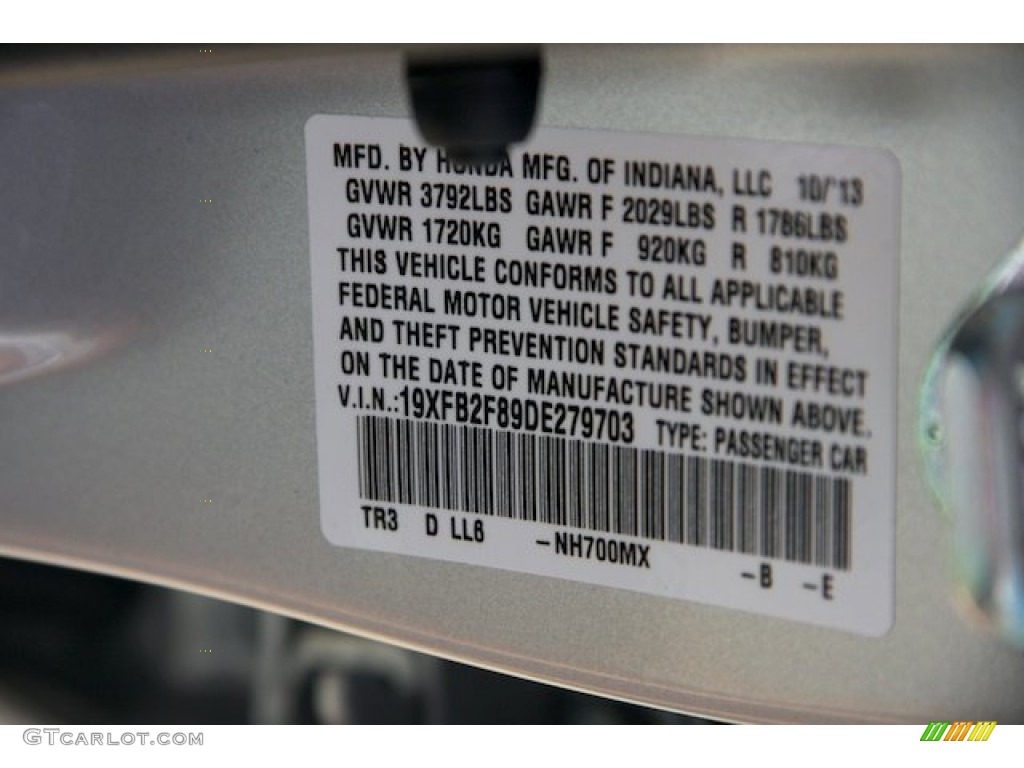 MFD. BY HONDA MFG. OF INDIANA, LLC 10/'13
GVWR 3792LBS GAWR F 2029LBS R 1786LBS
GVWR 1720KG GAWR F 920KG R 810KG
THIS VEHICLE CONFORMS TO ALL APPLICABLE
FEDERAL MOTOR VEHICLE SAFETY, BUMPER,
AND THEFT PREVENTION STANDARDS IN EFFECT
ON THE DATE OF MANUFACTURE SHOWN ABOVE.
V.I.N.:19XFB2F89DE279703 TYPE: PASSENGER CAR
TR3 D LL6 -NH700MX -B -E
GTCARLOT.COM